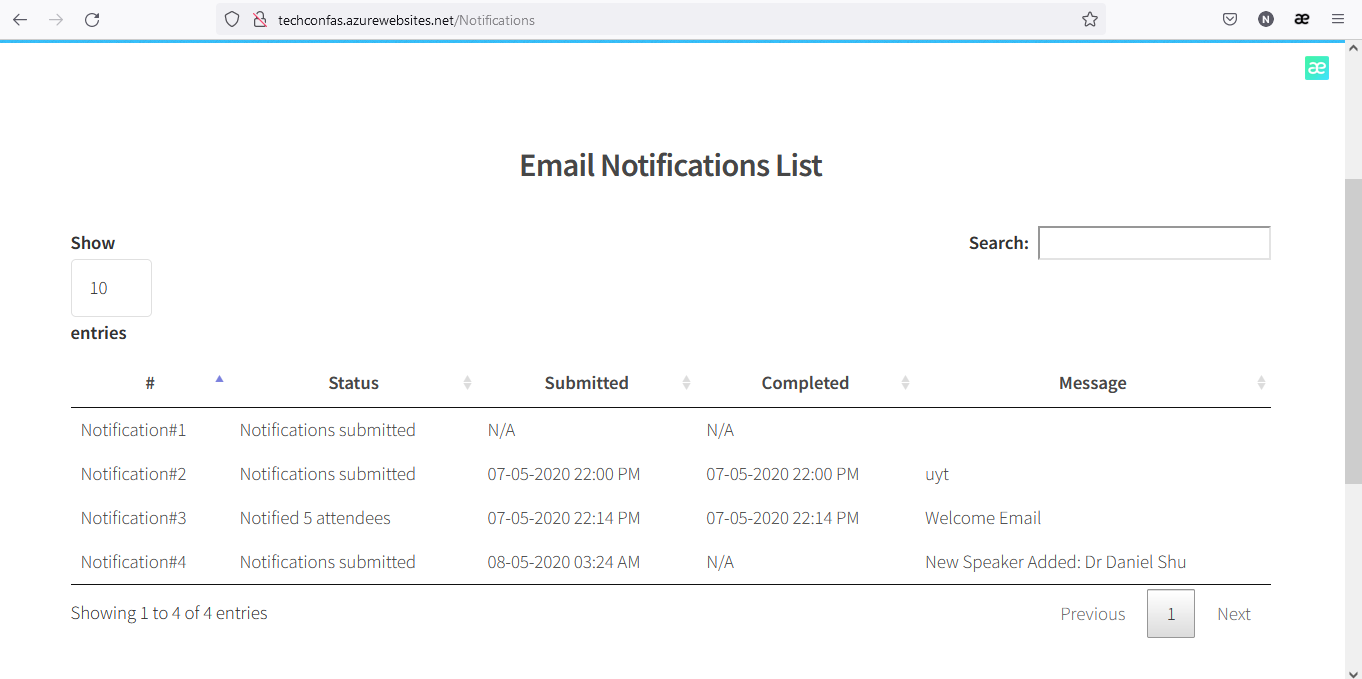 techconfas.azurewebsites.net/Notifications
N
æ
æ
Email Notifications List
Show
Search:
10
entries
# Status Submitted Completed Message
Notification#1 Notifications submitted N/A N/A
Notification#2 Notifications submitted 07-05-2020 22:00 PM 07-05-2020 22:00 PM uyt
Notification#3 Notified 5 attendees 07-05-2020 22:14 PM 07-05-2020 22:14 PM Welcome Email
Notification#4 Notifications submitted 08-05-2020 03:24 AM N/A New Speaker Added: Dr Daniel Shu
Showing 1 to 4 of 4 entries Previous 1 Next